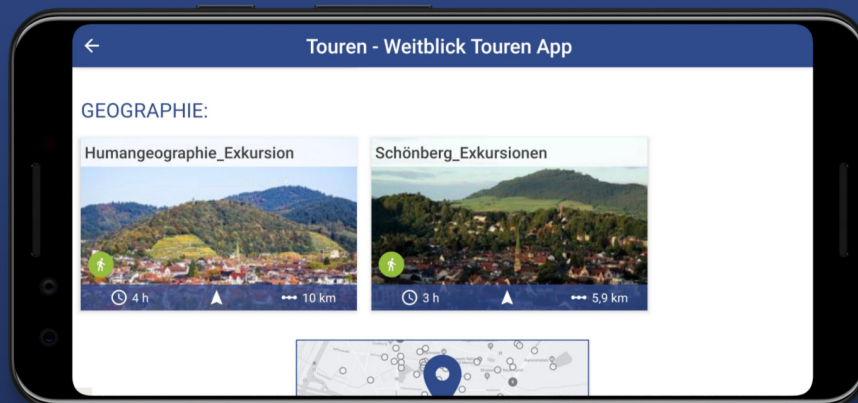 Touren - Weitblick Touren App
GEOGRAPHIE:
Humangeographie_Exkursion
Schönberg_Exkursionen
4 h
10 km
3 h
5,9 km